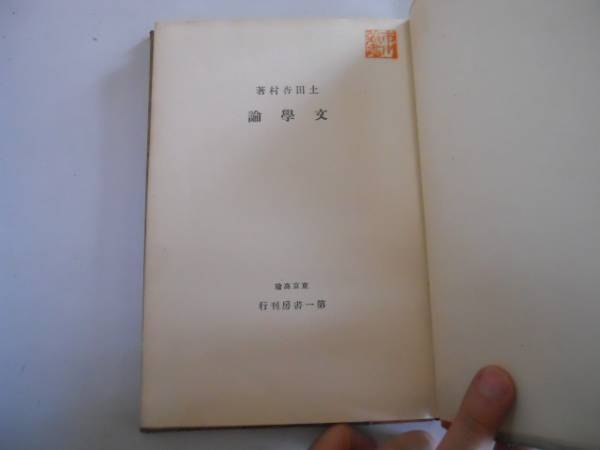 土田杏村著
文學論
東京高輪
第一書房刊行